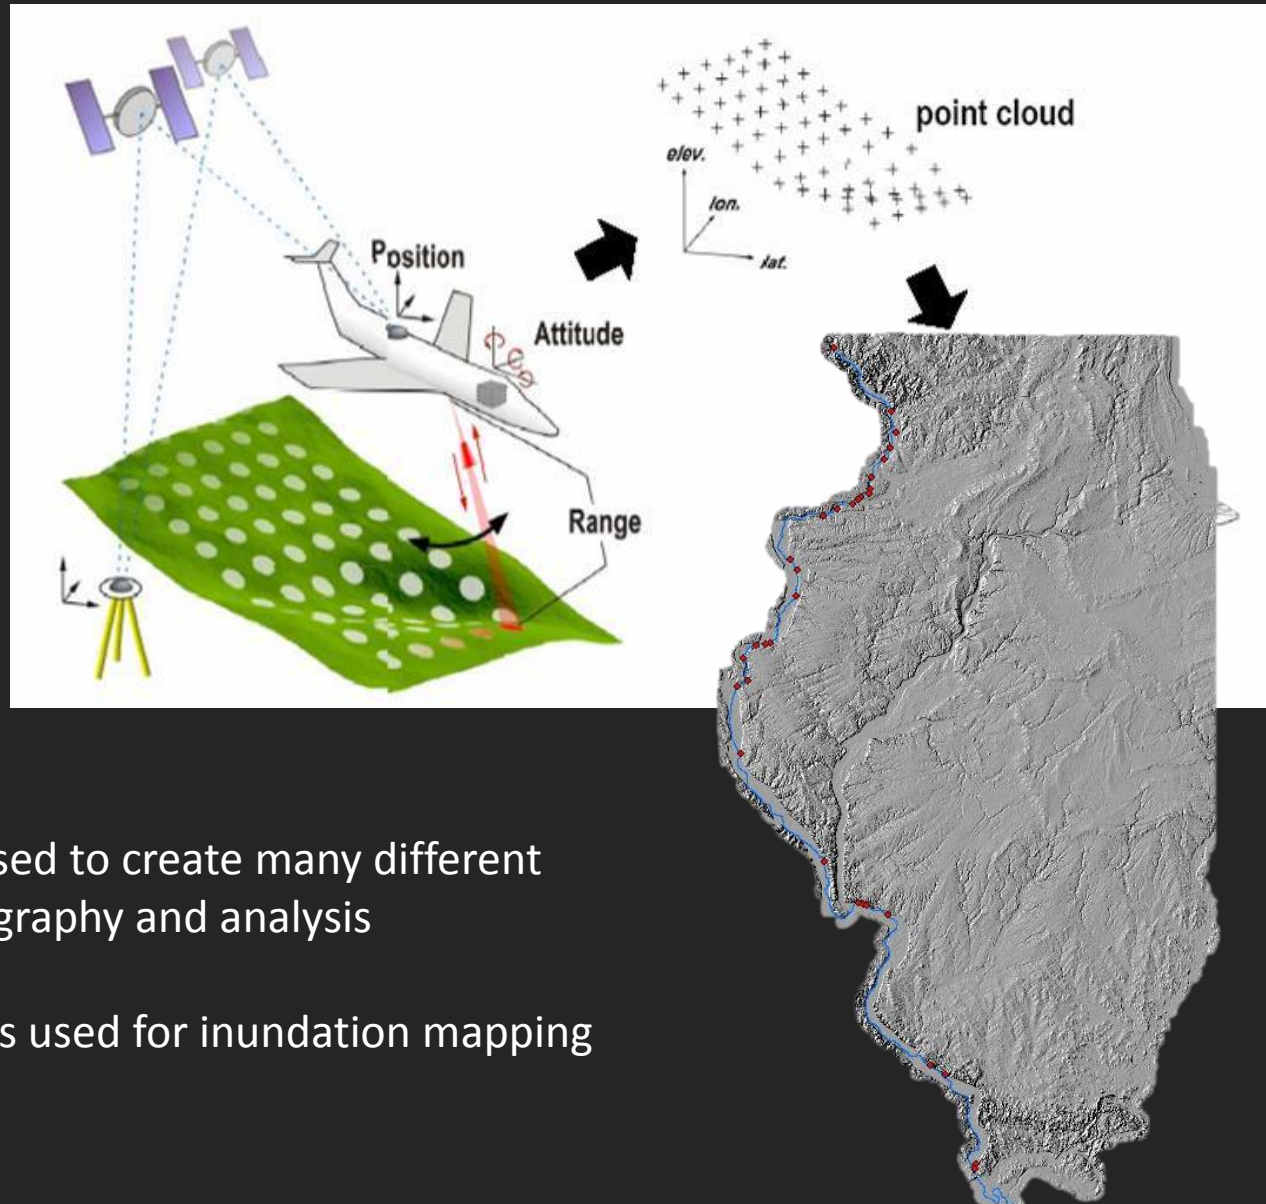 point cloud
elev.
lon.
lat.
Position
Attitude
Range
sed to create many different
graphy and analysis
s used for inundation mapping